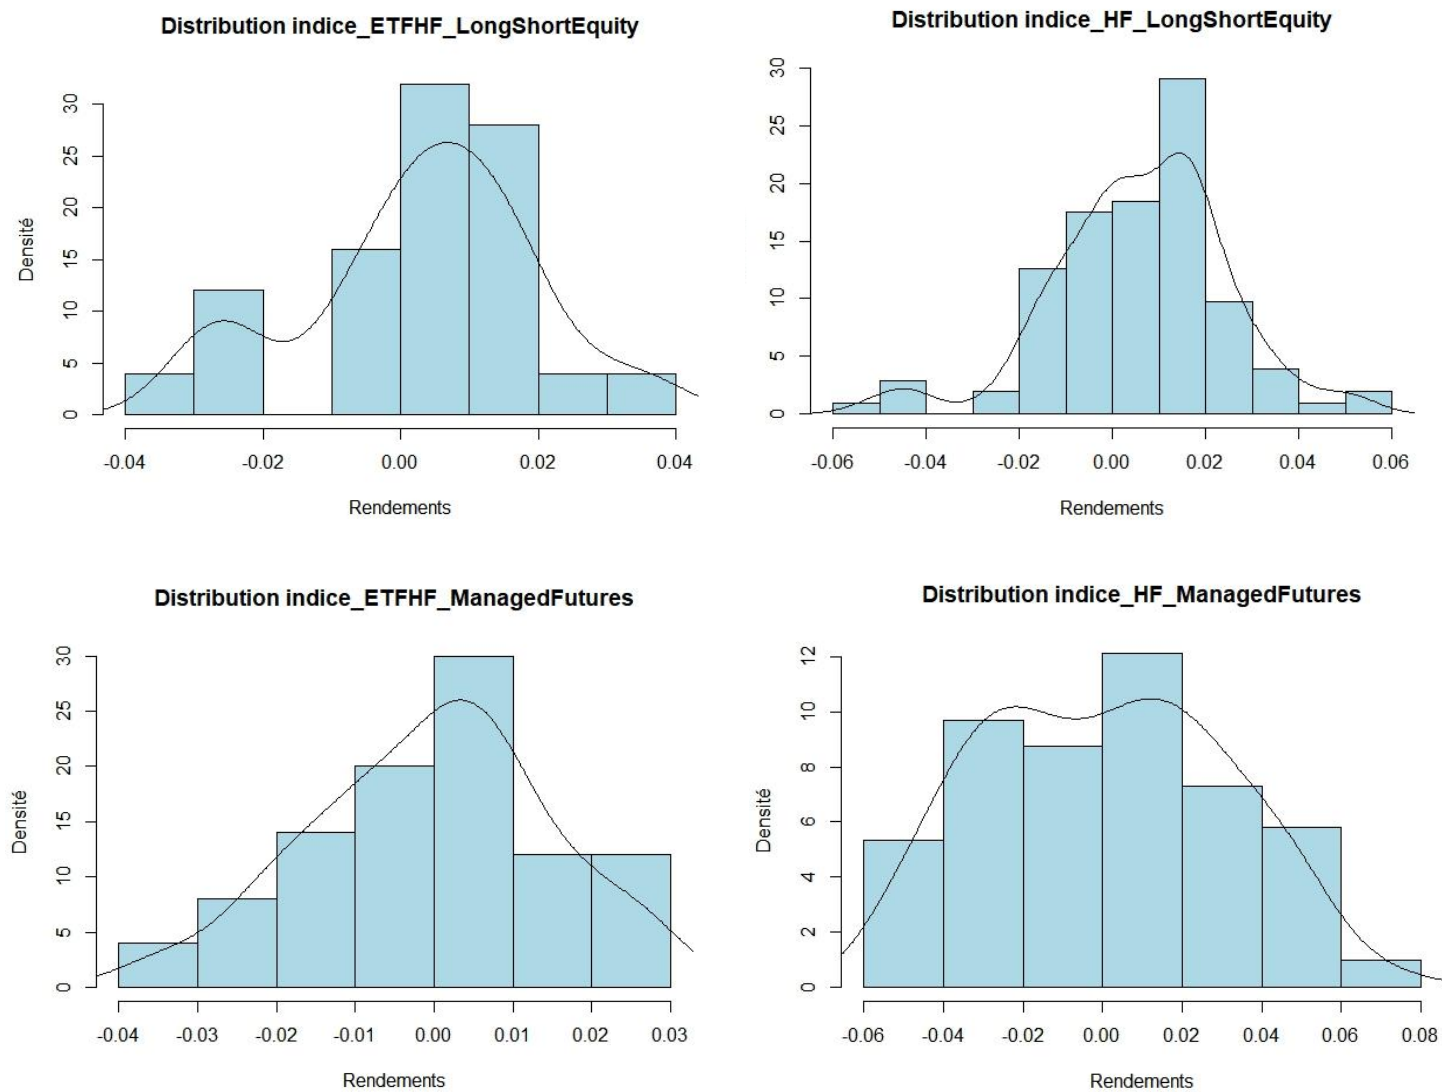 Distribution indice_ETFHF_LongShortEquity
Densité
0 5 10 15 20 25 30
-0.04 -0.02 0.00 0.02 0.04
Rendements
Distribution indice_HF_LongShortEquity
0 5 10 15 20 25 30
-0.06 -0.04 -0.02 0.00 0.02 0.04 0.06
Rendements
Distribution indice_ETFHF_ManagedFutures
Densité
0 5 10 15 20 25 30
-0.04 -0.03 -0.02 -0.01 0.00 0.01 0.02 0.03
Rendements
Distribution indice_HF_ManagedFutures
Densité
0 2 4 6 8 10 12
-0.06 -0.04 -0.02 0.00 0.02 0.04 0.06 0.08
Rendements